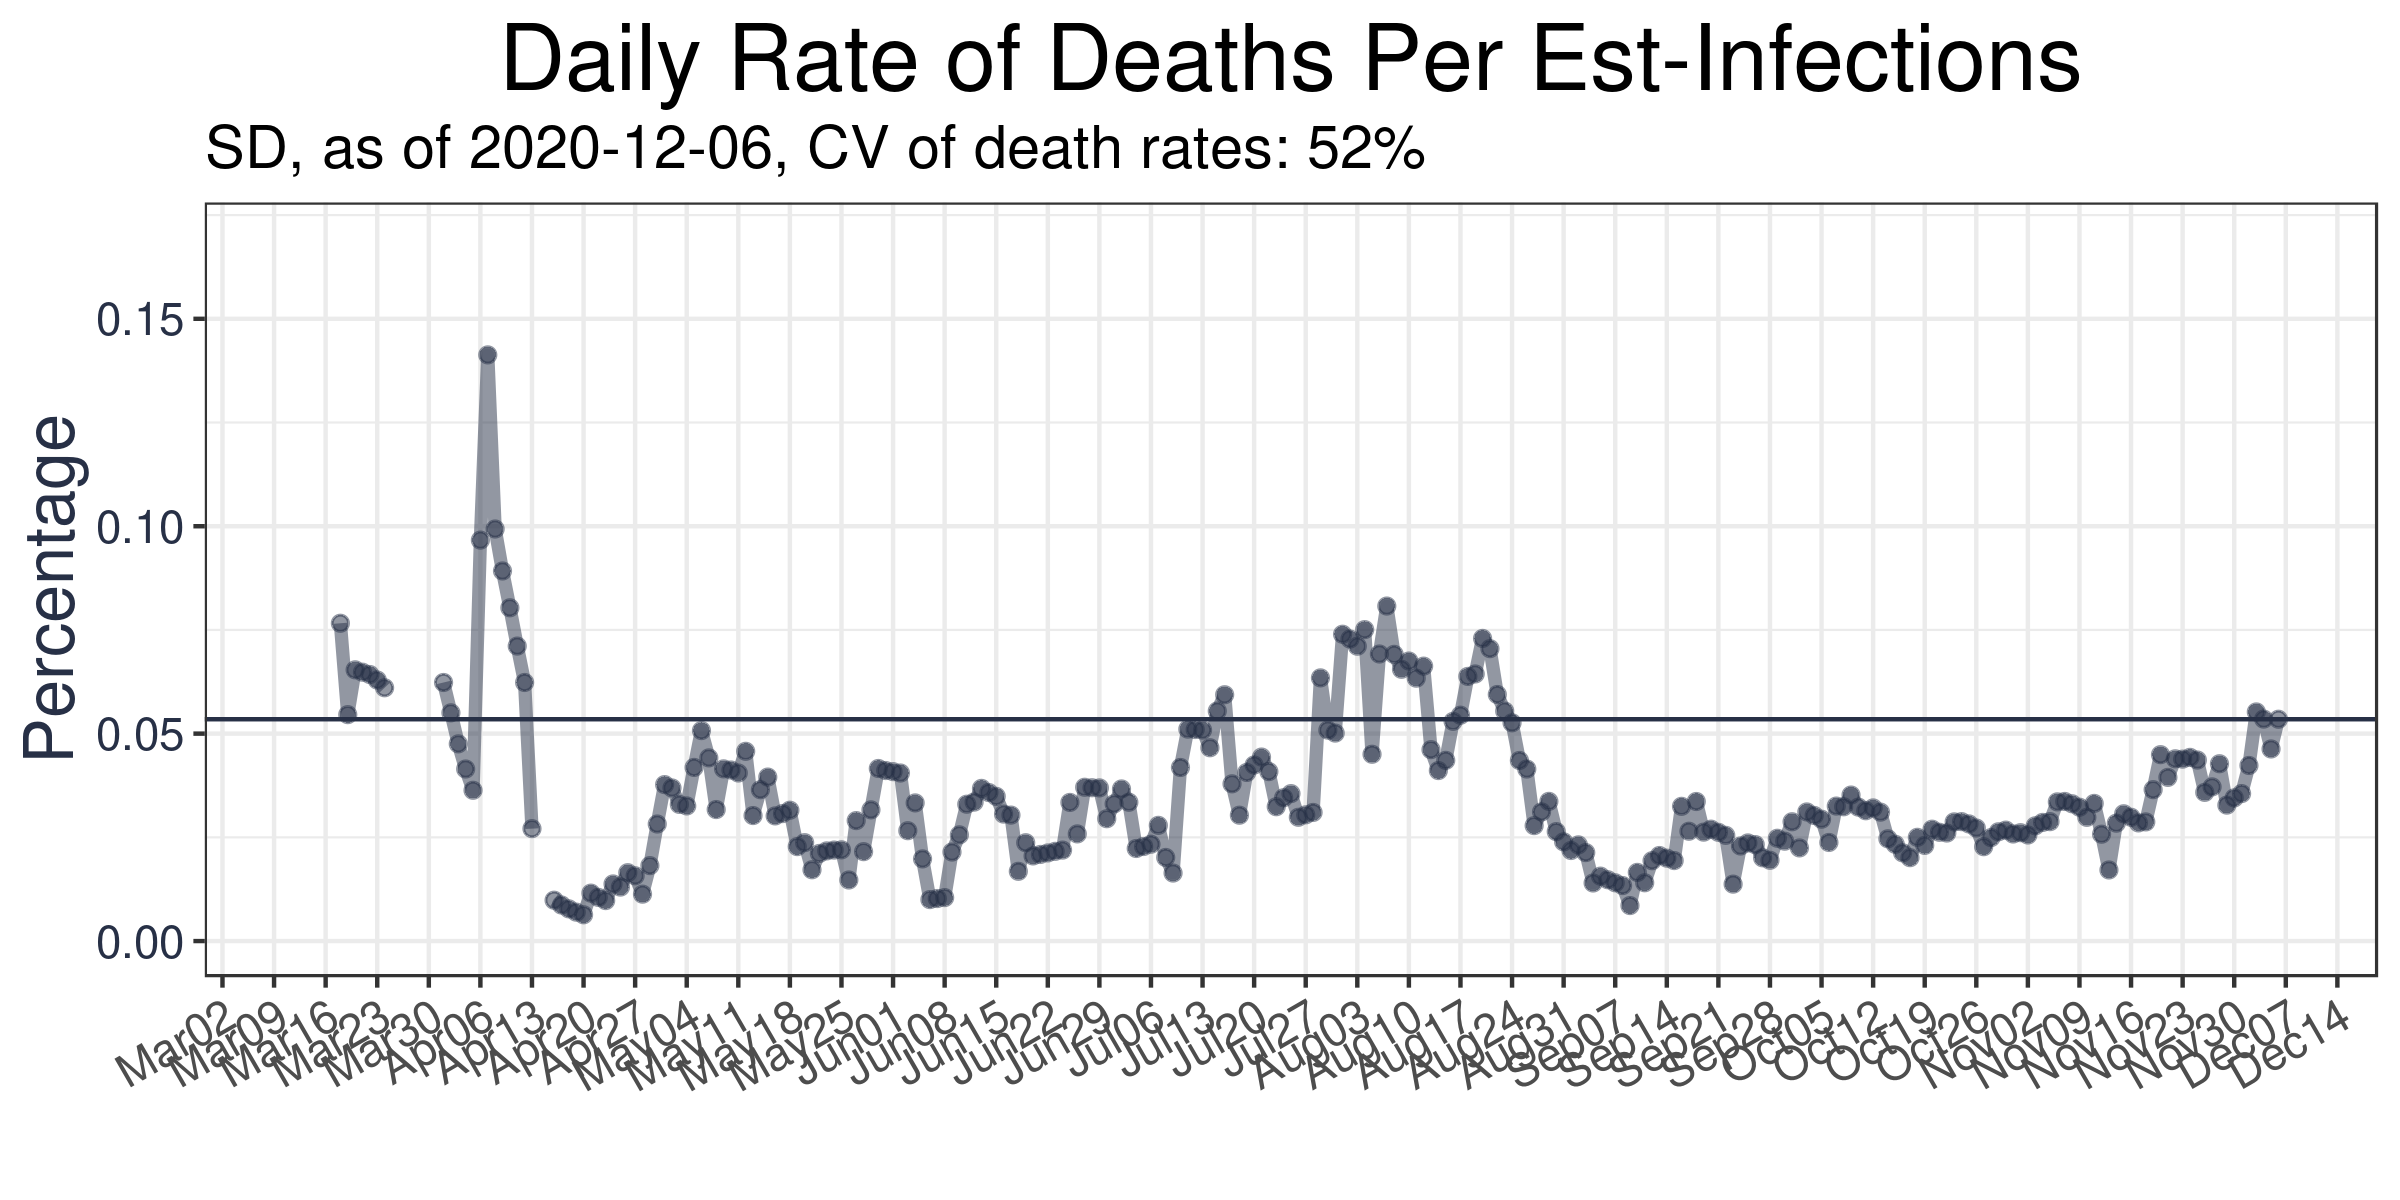 Daily Rate of Deaths Per Est-Infections
SD, as of 2020-12-06, CV of death rates: 52%
Percentage
0.15
0.10
0.05
0.00
Mar02
Mar09
Mar16
Mar23
Mar30
Apr06
Apr13
Apr20
Apr27
May04
May11
May18
May25
Jun01
Jun08
Jun15
Jun22
Jun29
Jul06
Jul13
Jul20
Jul27
Aug03
Aug10
Aug17
Aug24
Aug31
Sep07
Sep14
Sep21
Sep28
Oct05
Oct12
Oct19
Oct26
Nov02
Nov09
Nov16
Nov23
Nov30
Dec07
Dec14